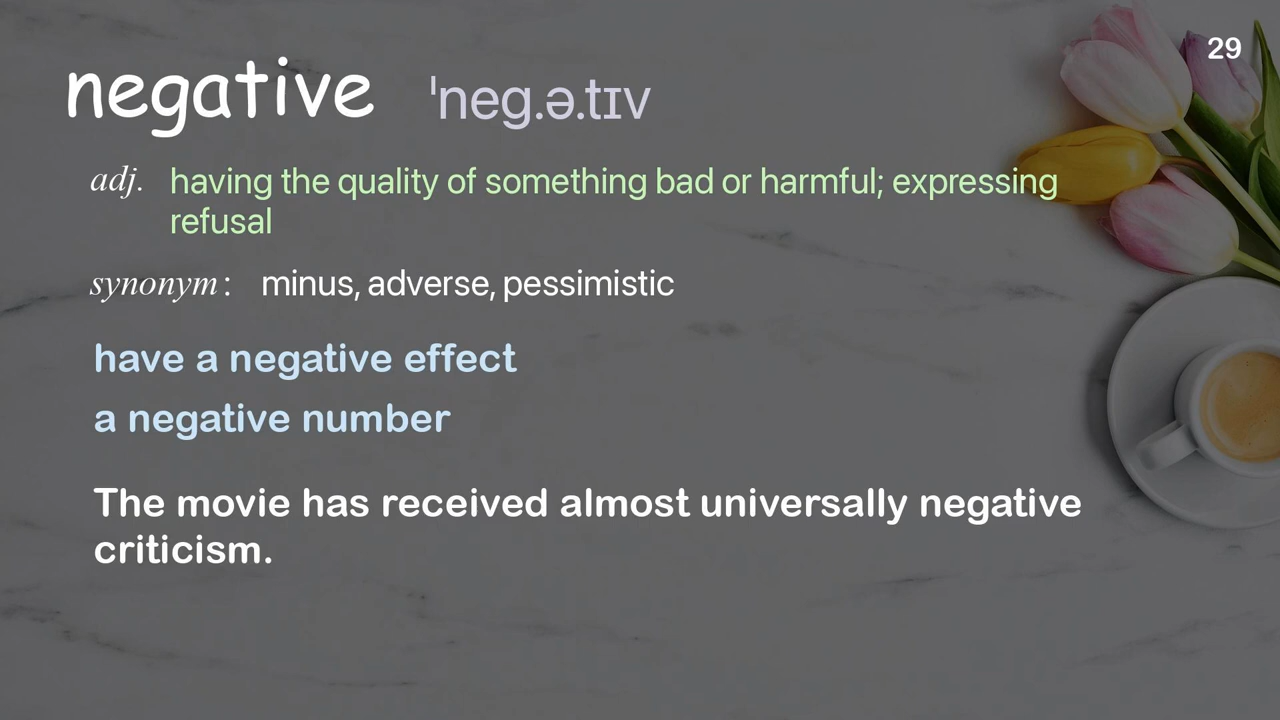 29
negative ˈneg.ə.tɪv
adj. having the quality of something bad or harmful; expressing
refusal
synonym: minus, adverse, pessimistic
have a negative effect
a negative number
The movie has received almost universally negative
criticism.